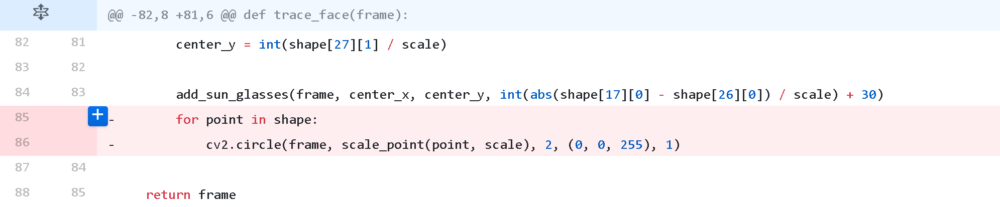 @@ -82,8 +81,6 @@ def trace_face(frame):
82 81 center_y = int(shape[27][1] / scale)
83 82
84 83 add_sun_glasses(frame, center_x, center_y, int(abs(shape[17][0] - shape[26][0]) / scale) + 30)
85 + - for point in shape:
86 - cv2.circle(frame, scale_point(point, scale), 2, (0, 0, 255), 1)
87 84
88 85 return frame